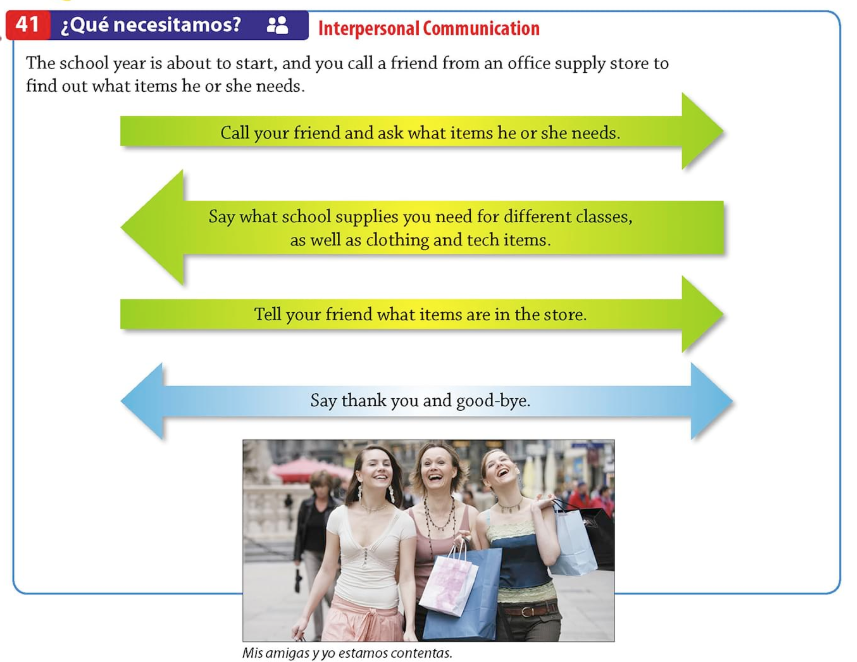 41 ¿Qué necesitamos? Interpersonal Communication
The school year is about to start, and you call a friend from an office supply store to
find out what items he or she needs.
Call your friend and ask what items he or she needs.
Say what school supplies you need for different classes,
as well as clothing and tech items.
Tell your friend what items are in the store.
Say thank you and good-bye.
Mis amigas y yo estamos contentas.